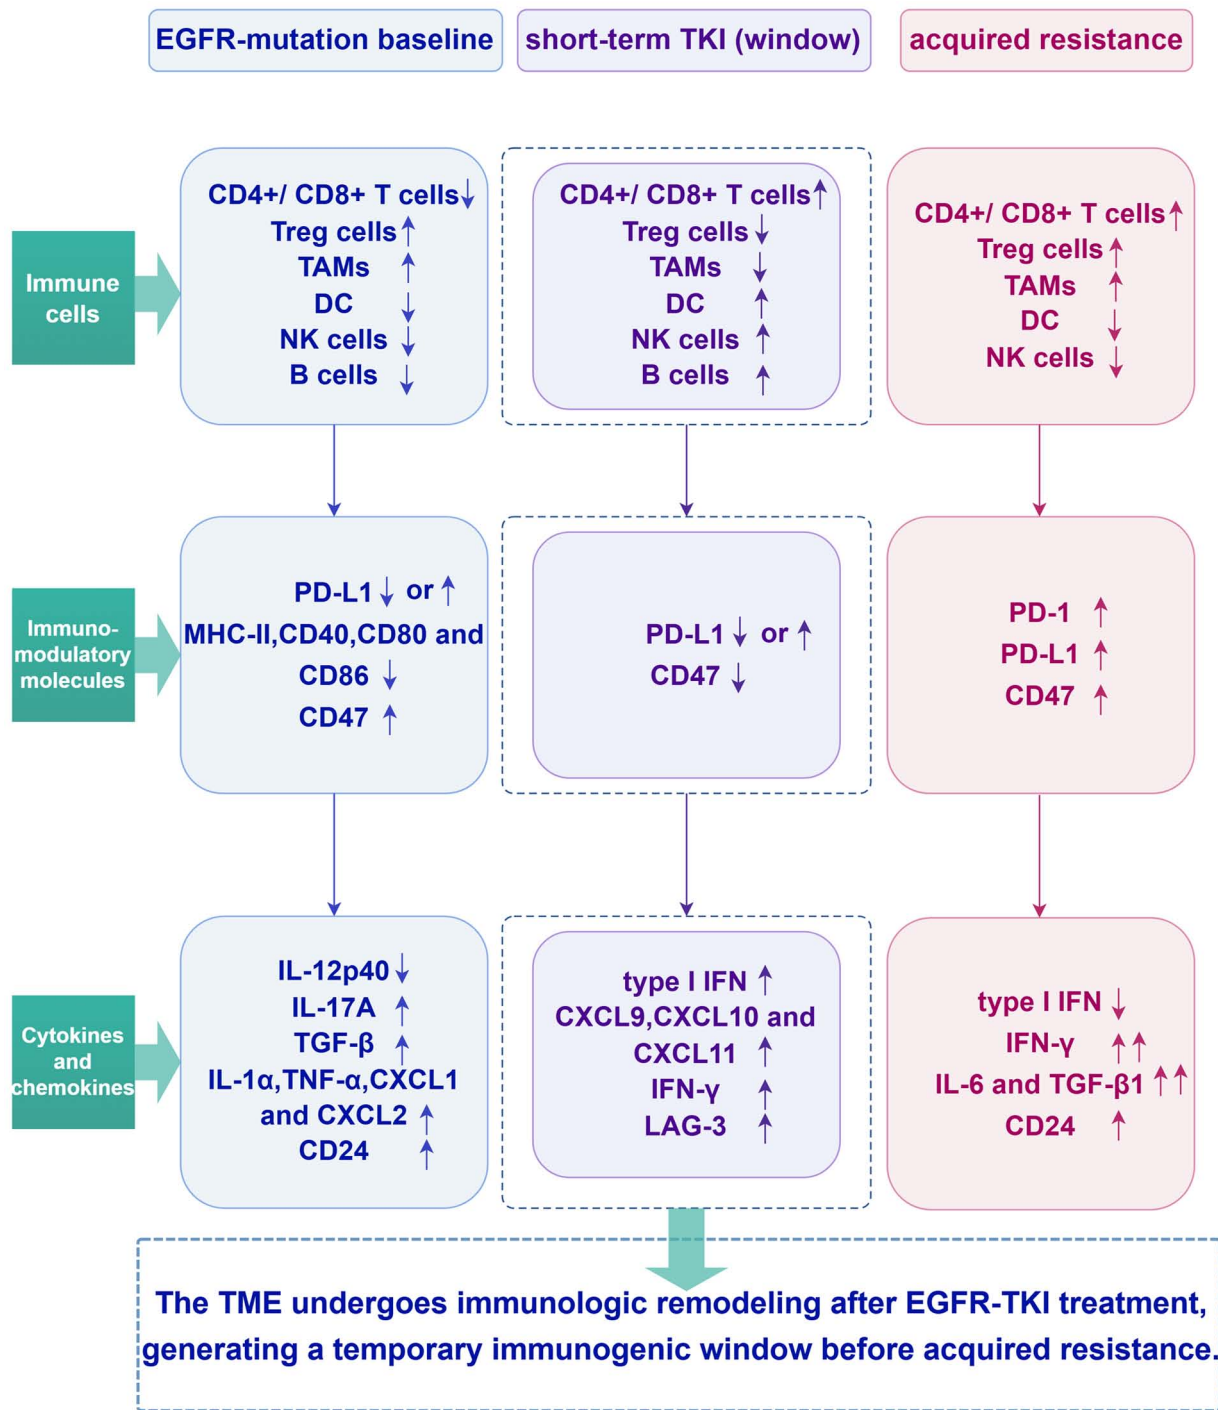 EGFR-mutation baseline
short-term TKI (window)
acquired resistance
Immune
cells
CD4+/ CD8+ T cells↓
Treg cells↑
TAMs ↑
DC ↓
NK cells↓
B cells ↓
CD4+/ CD8+ T cells↑
Treg cells↓
TAMs ↓
DC ↑
NK cells ↑
B cells ↑
CD4+/ CD8+ T cells↑
Treg cells↑
TAMs ↑
DC ↓
NK cells ↓
Immuno-
modulatory
molecules
PD-L1↓ or ↑
MHC-II,CD40,CD80 and
CD86 ↓
CD47 ↑
PD-L1↓ or ↑
CD47 ↓
PD-1 ↑
PD-L1 ↑
CD47 ↑
Cytokines
and
chemokines
IL-12p40↓
IL-17A ↑
TGF-β ↑
IL-1α,TNF-α,CXCL1
and CXCL2 ↑
CD24 ↑
type I IFN ↑
CXCL9,CXCL10 and
CXCL11 ↑
IFN-γ ↑
LAG-3 ↑
type I IFN ↓
IFN-γ ↑↑
IL-6 and TGF-β1↑↑
CD24 ↑
The TME undergoes immunologic remodeling after EGFR-TKI treatment,
generating a temporary immunogenic window before acquired resistance.